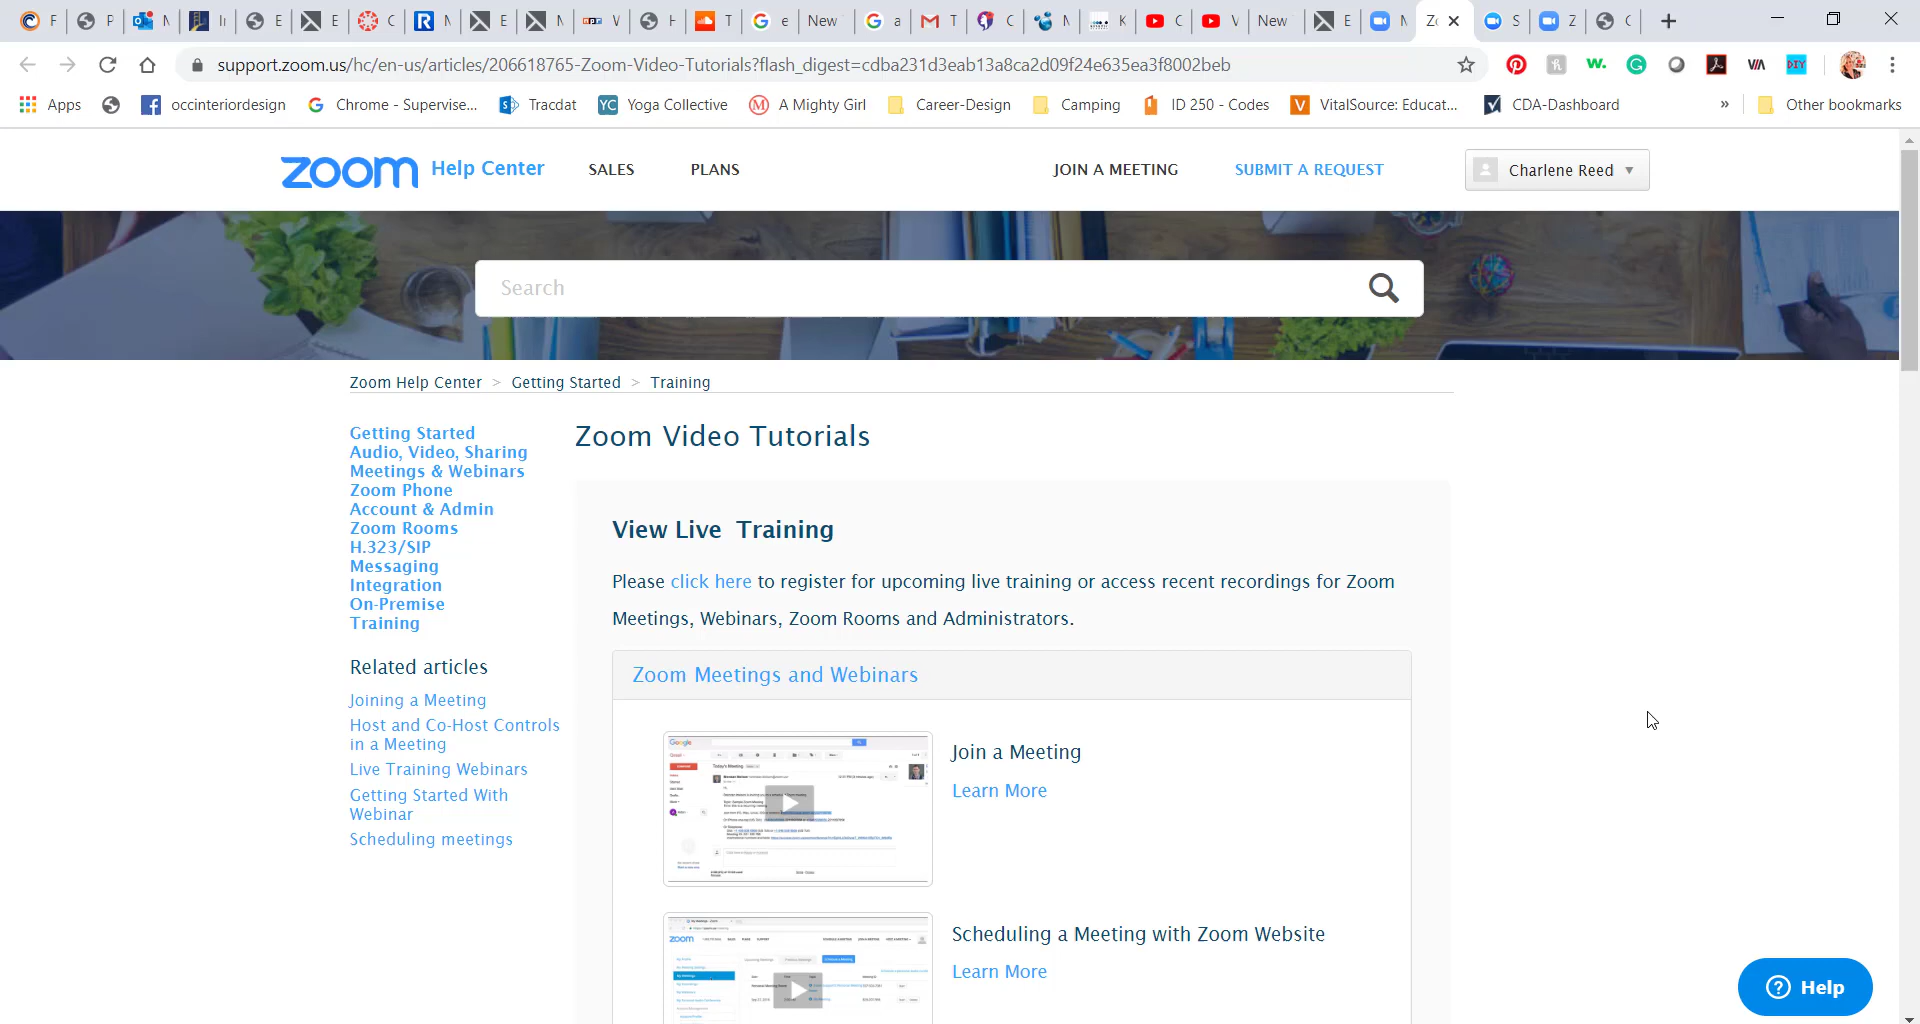 support.zoom.us/hc/en-us/articles/206618765-Zoom-Video-Tutorials?flash_digest=cdba231d3eab13a8ca2d09f24e635ea3f8002beb
Apps occinteriordesign Chrome - Supervise... Tracdat Yoga Collective A Mighty Girl Career-Design Camping ID 250 - Codes VitalSource: Educat... CDA-Dashboard » Other bookmarks
zoom Help Center SALES PLANS JOIN A MEETING SUBMIT A REQUEST Charlene Reed
Search
Zoom Help Center > Getting Started > Training
Getting Started
Audio, Video, Sharing
Meetings & Webinars
Zoom Phone
Account & Admin
Zoom Rooms
H.323/SIP
Messaging
Integration
On-Premise
Training
Related articles
Joining a Meeting
Host and Co-Host Controls
in a Meeting
Live Training Webinars
Getting Started With
Webinar
Scheduling meetings
Zoom Video Tutorials
View Live Training
Please click here to register for upcoming live training or access recent recordings for Zoom
Meetings, Webinars, Zoom Rooms and Administrators.
Zoom Meetings and Webinars
Join a Meeting
Learn More
Scheduling a Meeting with Zoom Website
Learn More
Help